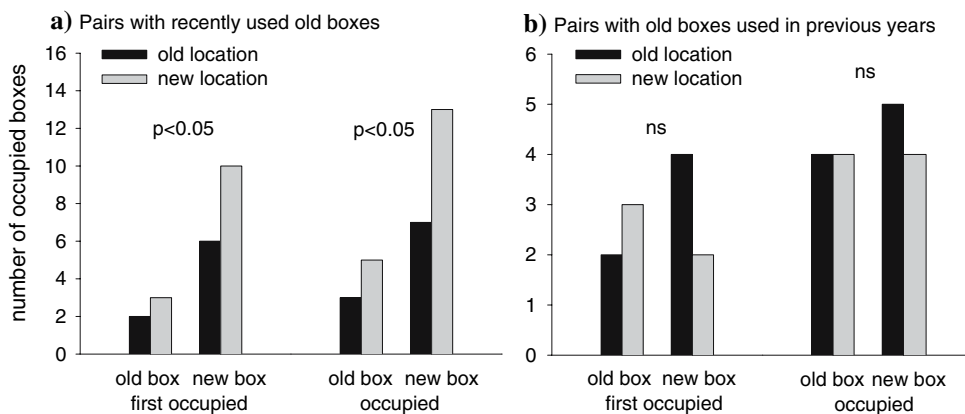 a) Pairs with recently used old boxes
16
14
12
10
8
6
4
2
0
number of occupied boxes
old location
new location
p<0.05
p<0.05
old box new box old box new box
first occupied occupied
b) Pairs with old boxes used in previous years
6
5
4
3
2
1
0
old location
new location
ns
ns
old box new box old box new box
first occupied occupied